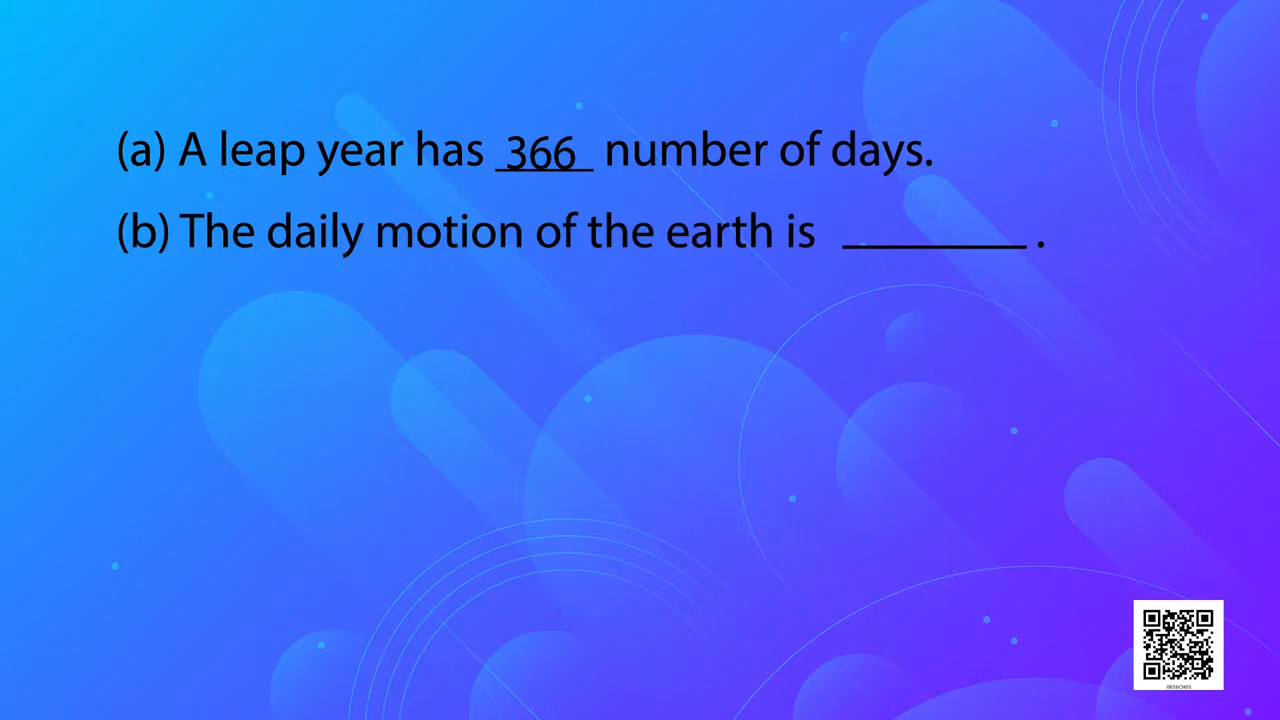 (a) A leap year has 366 number of days.
(b) The daily motion of the earth is ________ .